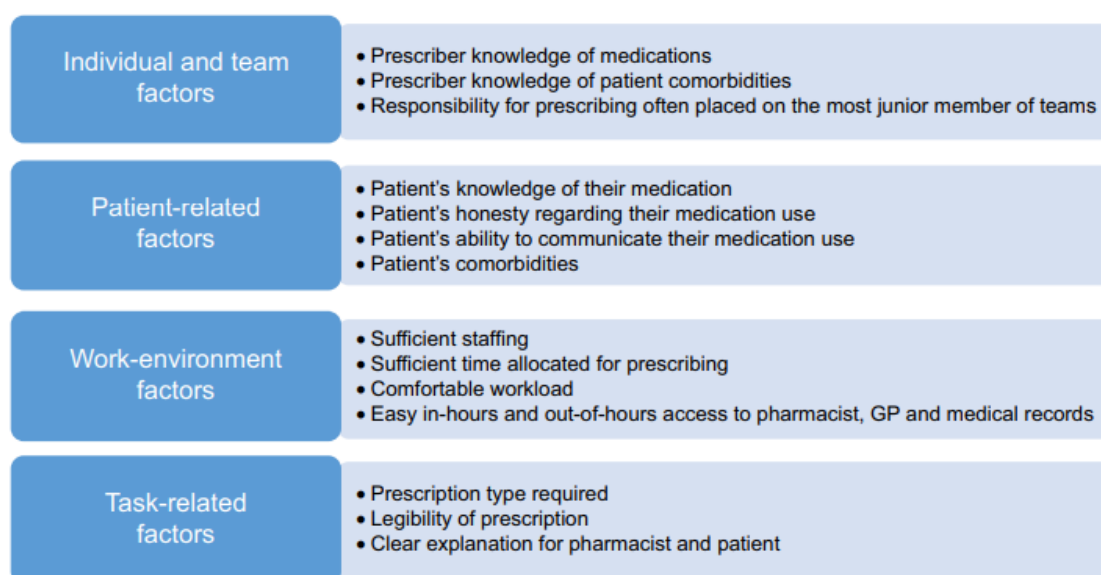 Individual and team
factors
• Prescriber knowledge of medications
• Prescriber knowledge of patient comorbidities
• Responsibility for prescribing often placed on the most junior member of teams
Patient-related
factors
• Patient’s knowledge of their medication
• Patient’s honesty regarding their medication use
• Patient’s ability to communicate their medication use
• Patient’s comorbidities
Work-environment
factors
• Sufficient staffing
• Sufficient time allocated for prescribing
• Comfortable workload
• Easy in-hours and out-of-hours access to pharmacist, GP and medical records
Task-related
factors
• Prescription type required
• Legibility of prescription
• Clear explanation for pharmacist and patient